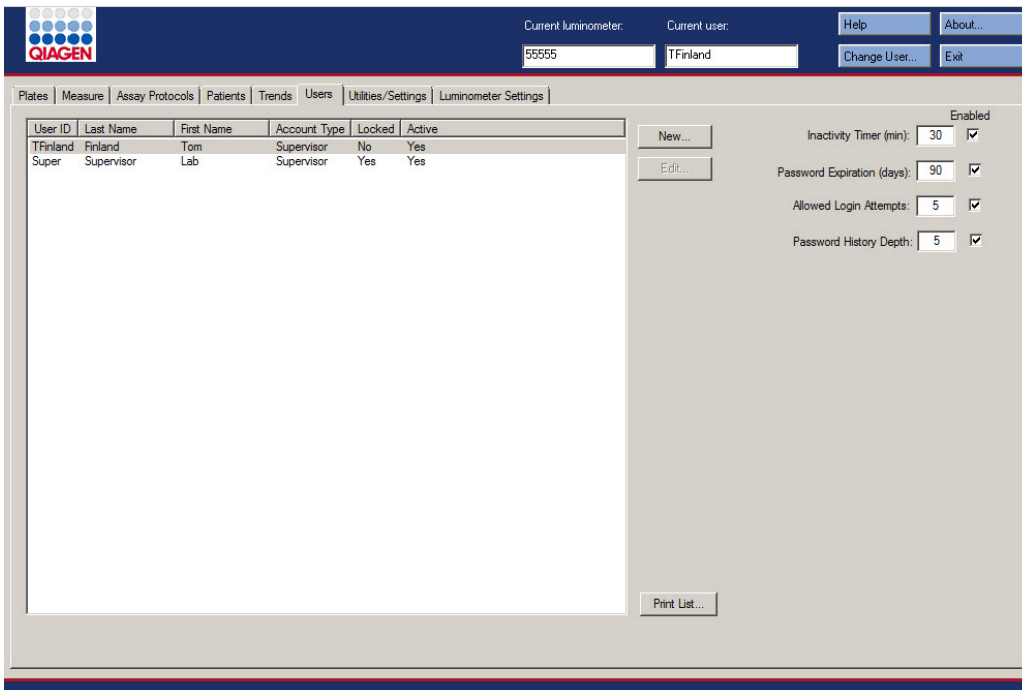 QIAGEN
Current luminometer: Current user:
55555 TFinland
Help About...
Change User... Exit
Plates Measure Assay Protocols Patients Trends Users Utilities/Settings Luminometer Settings
User ID Last Name First Name Account Type Locked Active
TFinland Finland Tom Supervisor No Yes
Super Supervisor Lab Supervisor Yes Yes
New...
Edit...
Enabled
Inactivity Timer (min): 30
Password Expiration (days): 90
Allowed Login Attempts: 5
Password History Depth: 5
Print List...